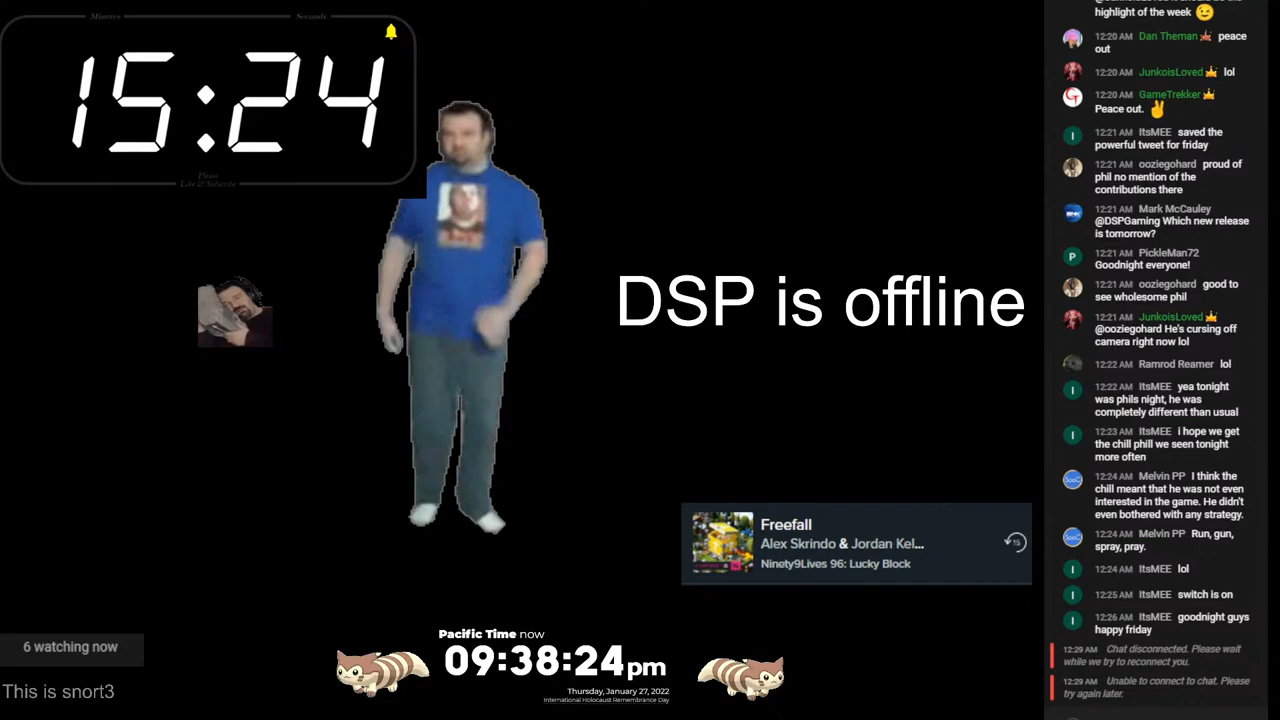 Minutes
Seconds
15:24
Please
Like & Subscribe
DSP is offline
Freefall
Alex Skrindo & Jordan Kel...
Ninety9Lives 96: Lucky Block
15
6 watching now
This is snort3
Pacific Time now
09:38:24pm
Thursday, January 27, 2022
International Holocaust Remembrance Day
highlight of the week 😉
12:20 AM Dan Theman peace
out
12:20 AM JunkoisLoved lol
12:20 AM GameTrekker
Peace out. ✌
12:21 AM ItsMEE saved the
powerful tweet for friday
12:21 AM ooziegohard proud of
phil no mention of the
contributions there
12:21 AM Mark McCauley
@DSPGaming Which new release
is tomorrow?
12:21 AM PickleMan72
Goodnight everyone!
12:21 AM ooziegohard good to
see wholesome phil
12:21 AM JunkoisLoved
@ooziegohard He's cursing off
camera right now lol
12:22 AM Ramrod Reamer lol
12:22 AM ItsMEE yea tonight
was phils night, he was
completely different than usual
12:23 AM ItsMEE i hope we get
the chill phill we seen tonight
more often
12:24 AM Melvin PP I think the
chill meant that he was not even
interested in the game. He didn't
even bothered with any strategy.
12:24 AM Melvin PP Run, gun,
spray, pray.
12:24 AM ItsMEE lol
12:25 AM ItsMEE switch is on
12:26 AM ItsMEE goodnight guys
happy friday
12:29 AM Chat disconnected. Please wait
while we try to reconnect you.
12:29 AM Unable to connect to chat. Please
try again later.